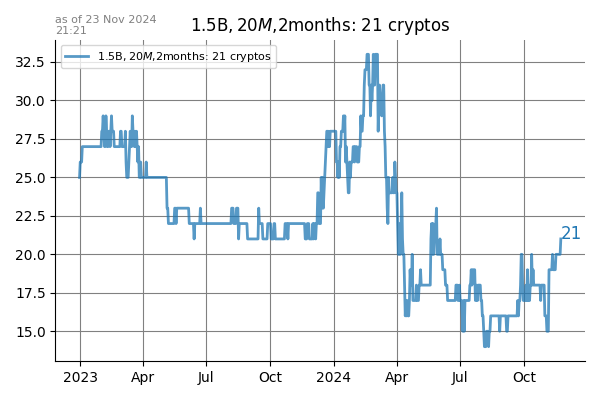 as of 23 Nov 2024
21:21
1.5B, 20M,2months: 21 cryptos
1.5B, 20M,2months: 21 cryptos
32.5
30.0
27.5
25.0
22.5
20.0
17.5
15.0
21
2023 Apr Jul Oct 2024 Apr Jul Oct